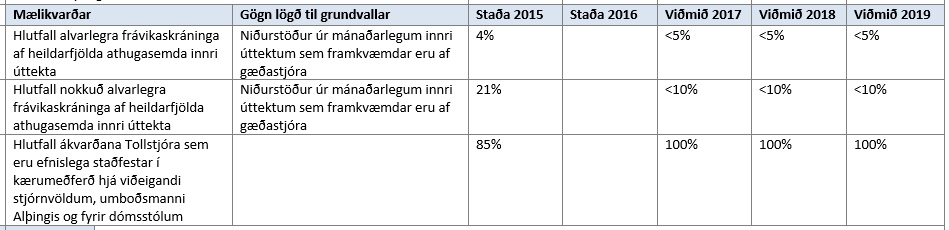 Mælikvarðar Gögn lögð til grundvallar Staða 2015 Staða 2016 Viðmið 2017 Viðmið 2018 Viðmið 2019
Hlutfall alvarlegra frávikaskráninga Niðurstöður úr mánaðarlegum innri 4% <5% <5% <5%
af heildarfjölda athugasemda innri úttektum sem framkvæmdar eru af
úttekta gæðastjóra
Hlutfall nokkuð alvarlegra Niðurstöður úr mánaðarlegum innri 21% <10% <10% <10%
frávikaskráninga af heildarfjölda úttektum sem framkvæmdar eru af
athugasemda innri úttekta gæðastjóra
Hlutfall ákvarðana Tollstjóra sem 85% 100% 100% 100%
eru efnislega staðfestar í
kærumeðferð hjá viðeigandi
stjórnvöldum, umboðsmanni
Alþingis og fyrir dómsstólum